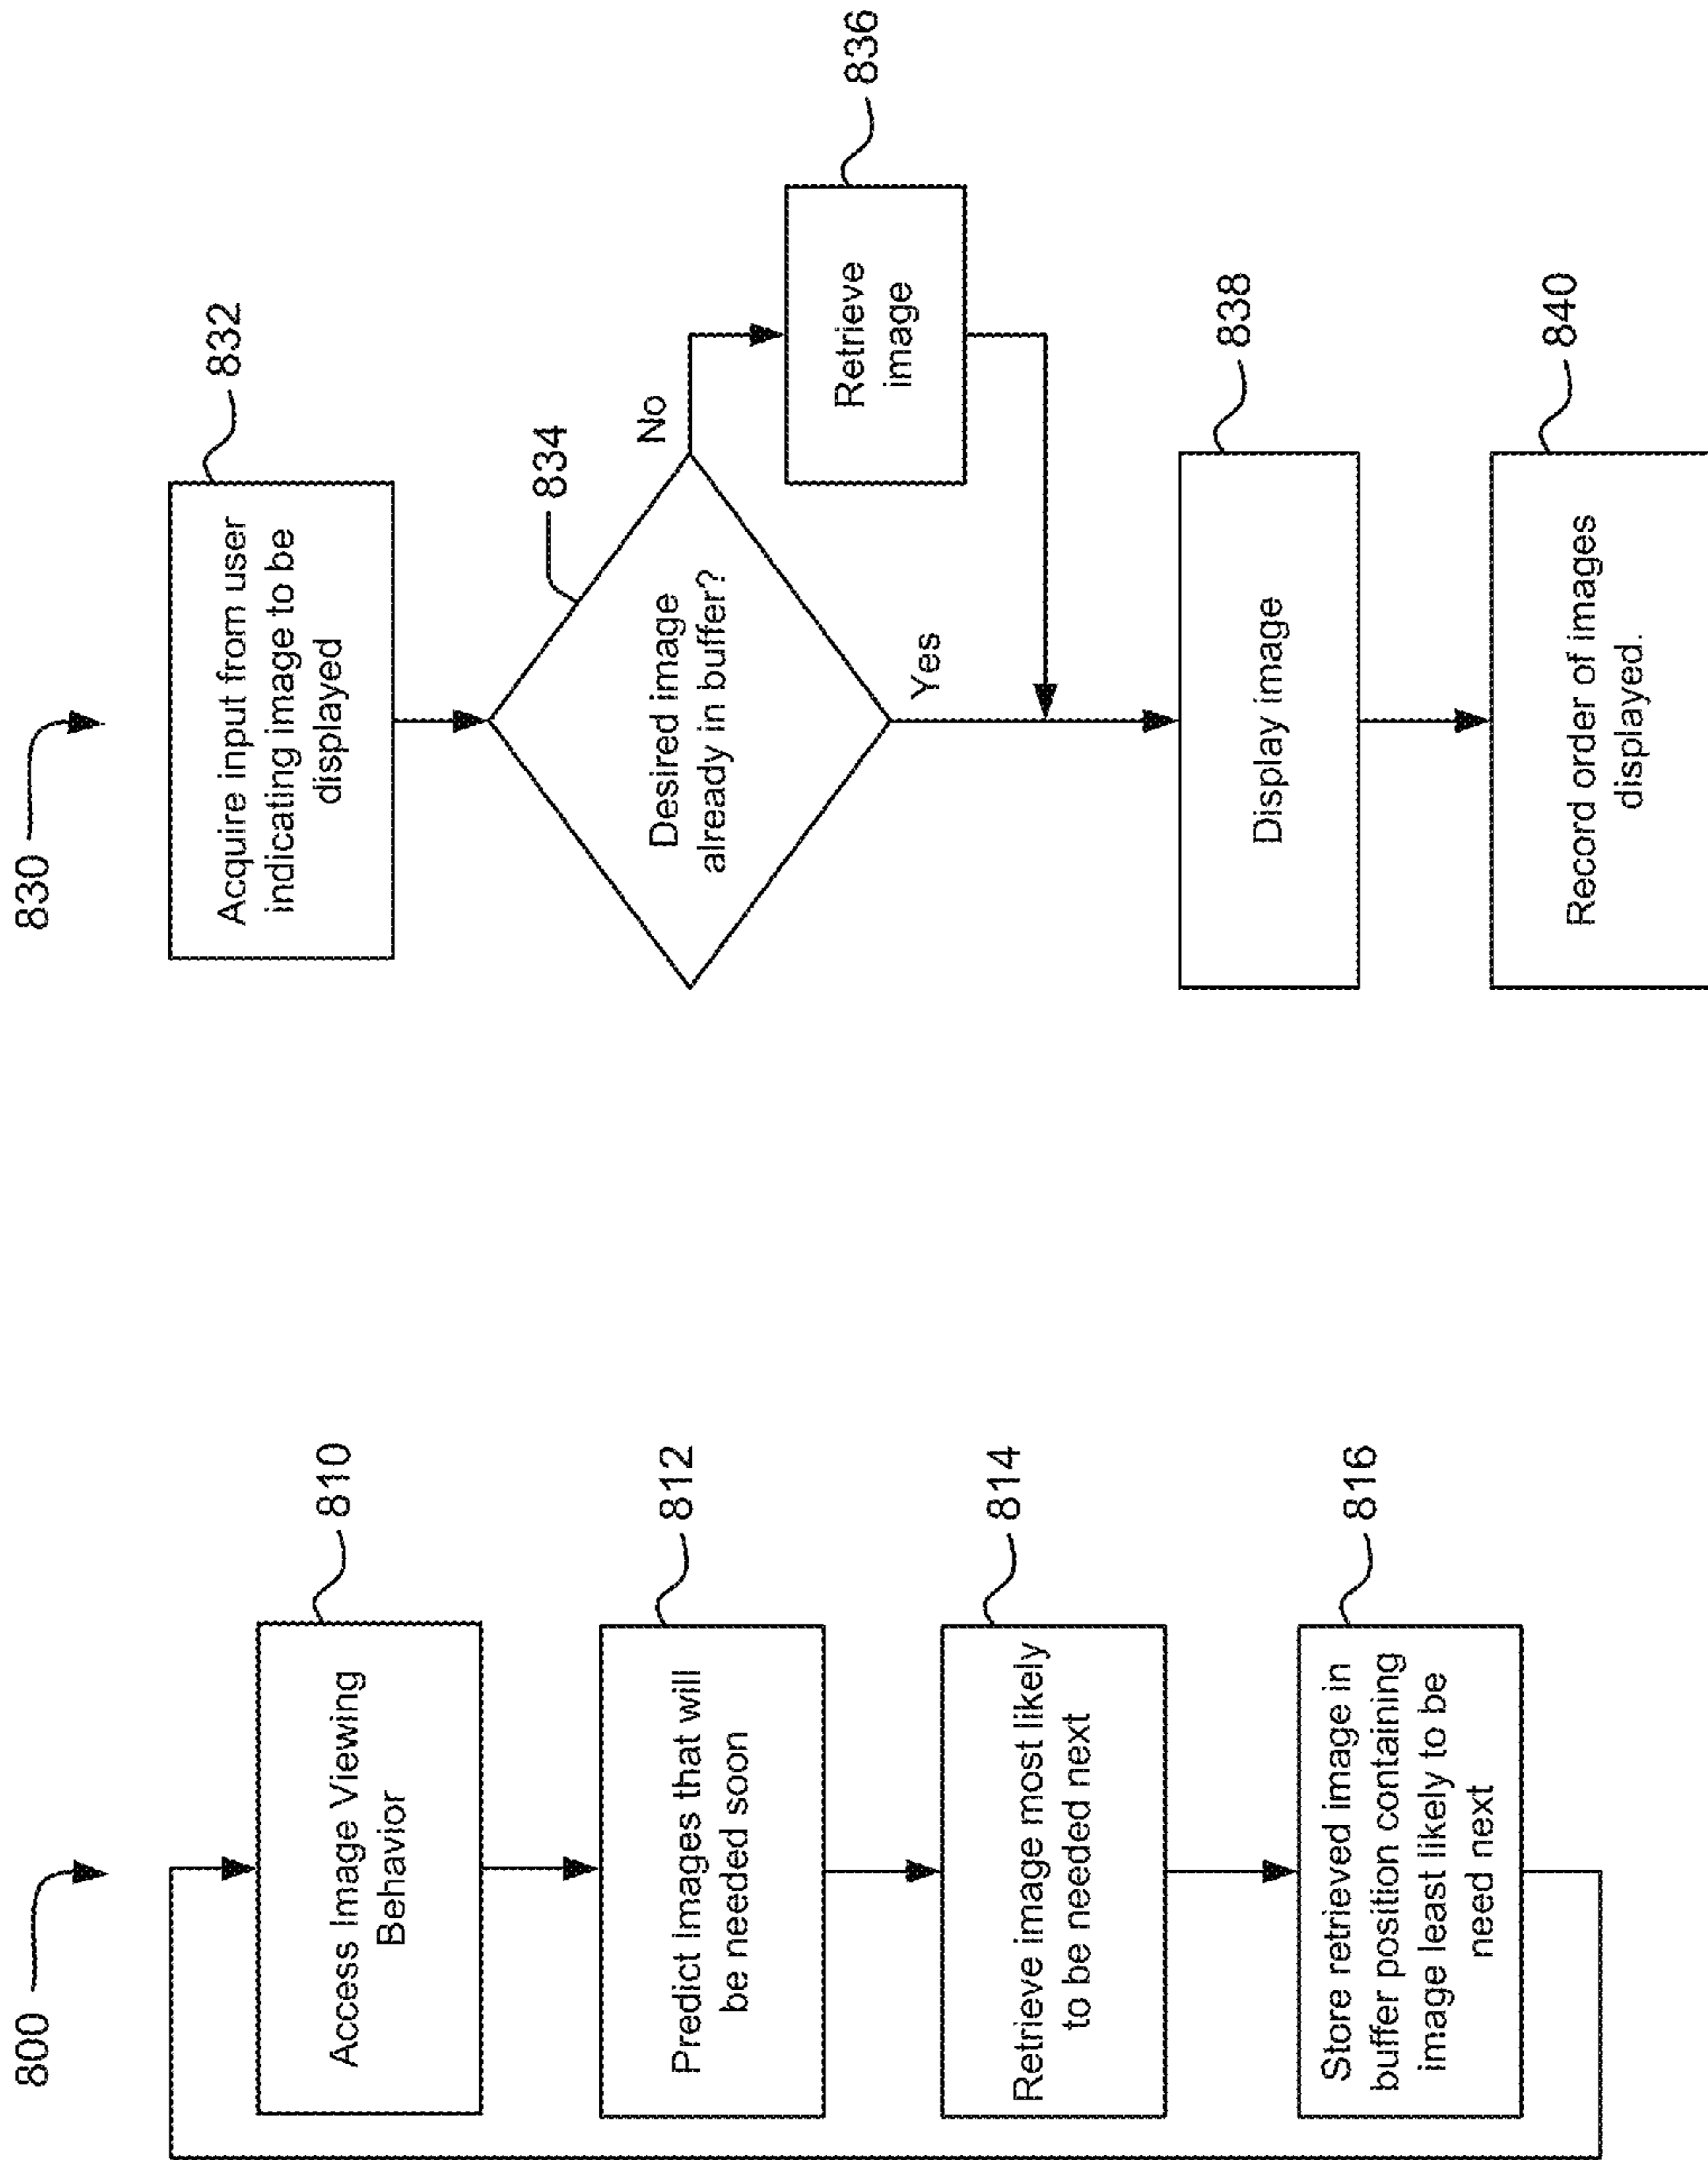 800
Access Image Viewing
Behavior
810
Predict Images that will
be needed soon
812
Retrieve image most likely
to be needed next
814
Store retrieved image in
buffer position containing
image least likely to be
need next
816
830
Acquire input from user
indicating image to be
displayed
832
Desired image
already in buffer?
834
No
Yes
Retrieve
image
836
Display image
838
Record order of images
displayed.
840